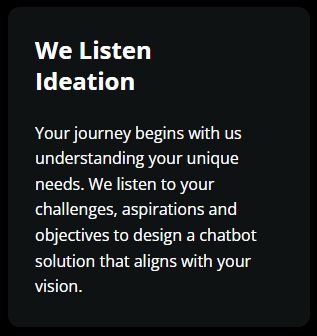 We Listen
Ideation
Your journey begins with us
understanding your unique
needs. We listen to your
challenges, aspirations and
objectives to design a chatbot
solution that aligns with your
vision.